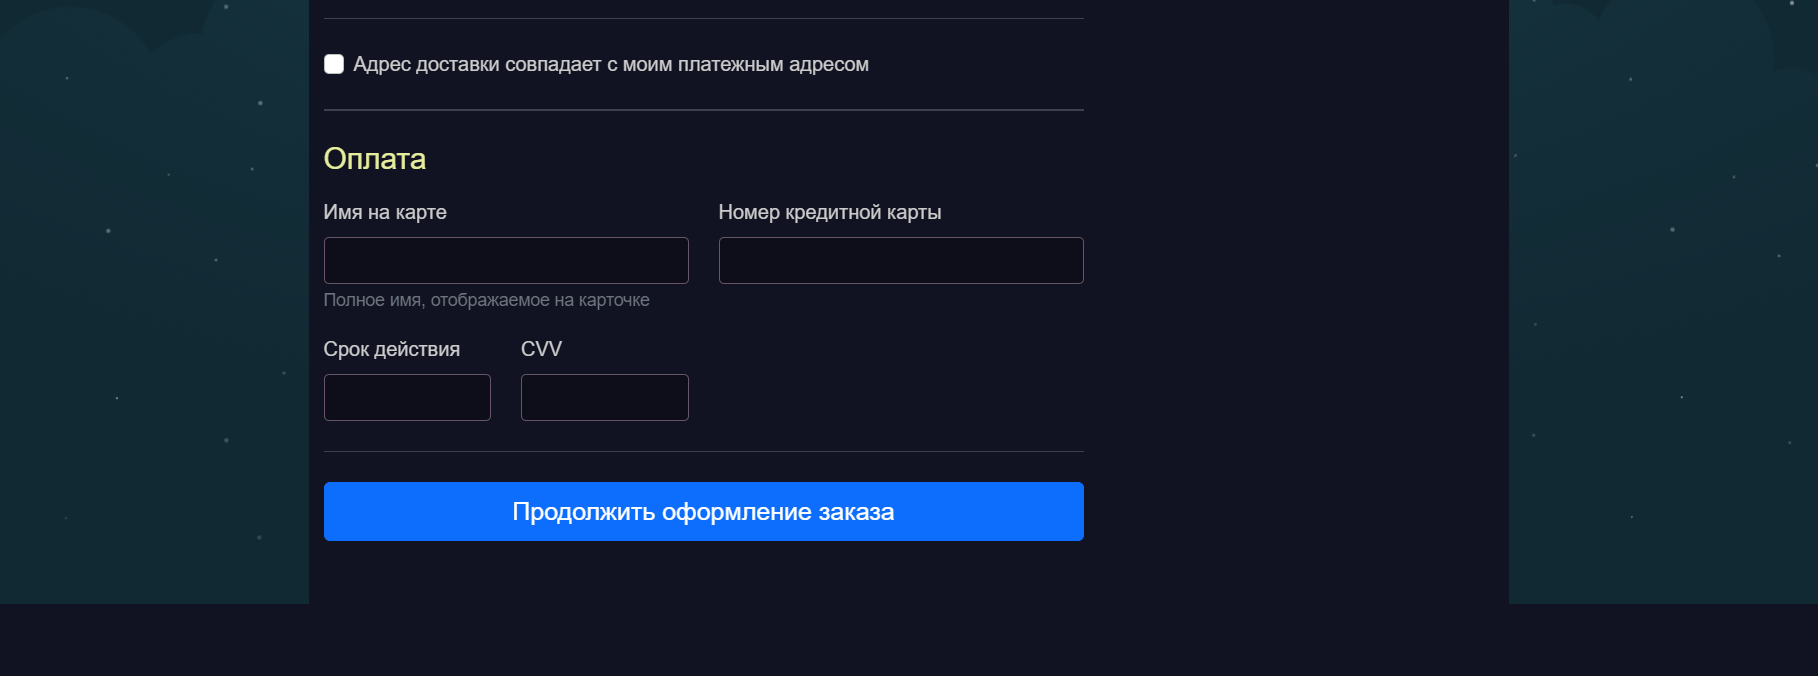 Адрес доставки совпадает с моим платежным адресом
Оплата
Имя на карте
Номер кредитной карты
Полное имя, отображаемое на карточке
Срок действия
CVV
Продолжить оформление заказа